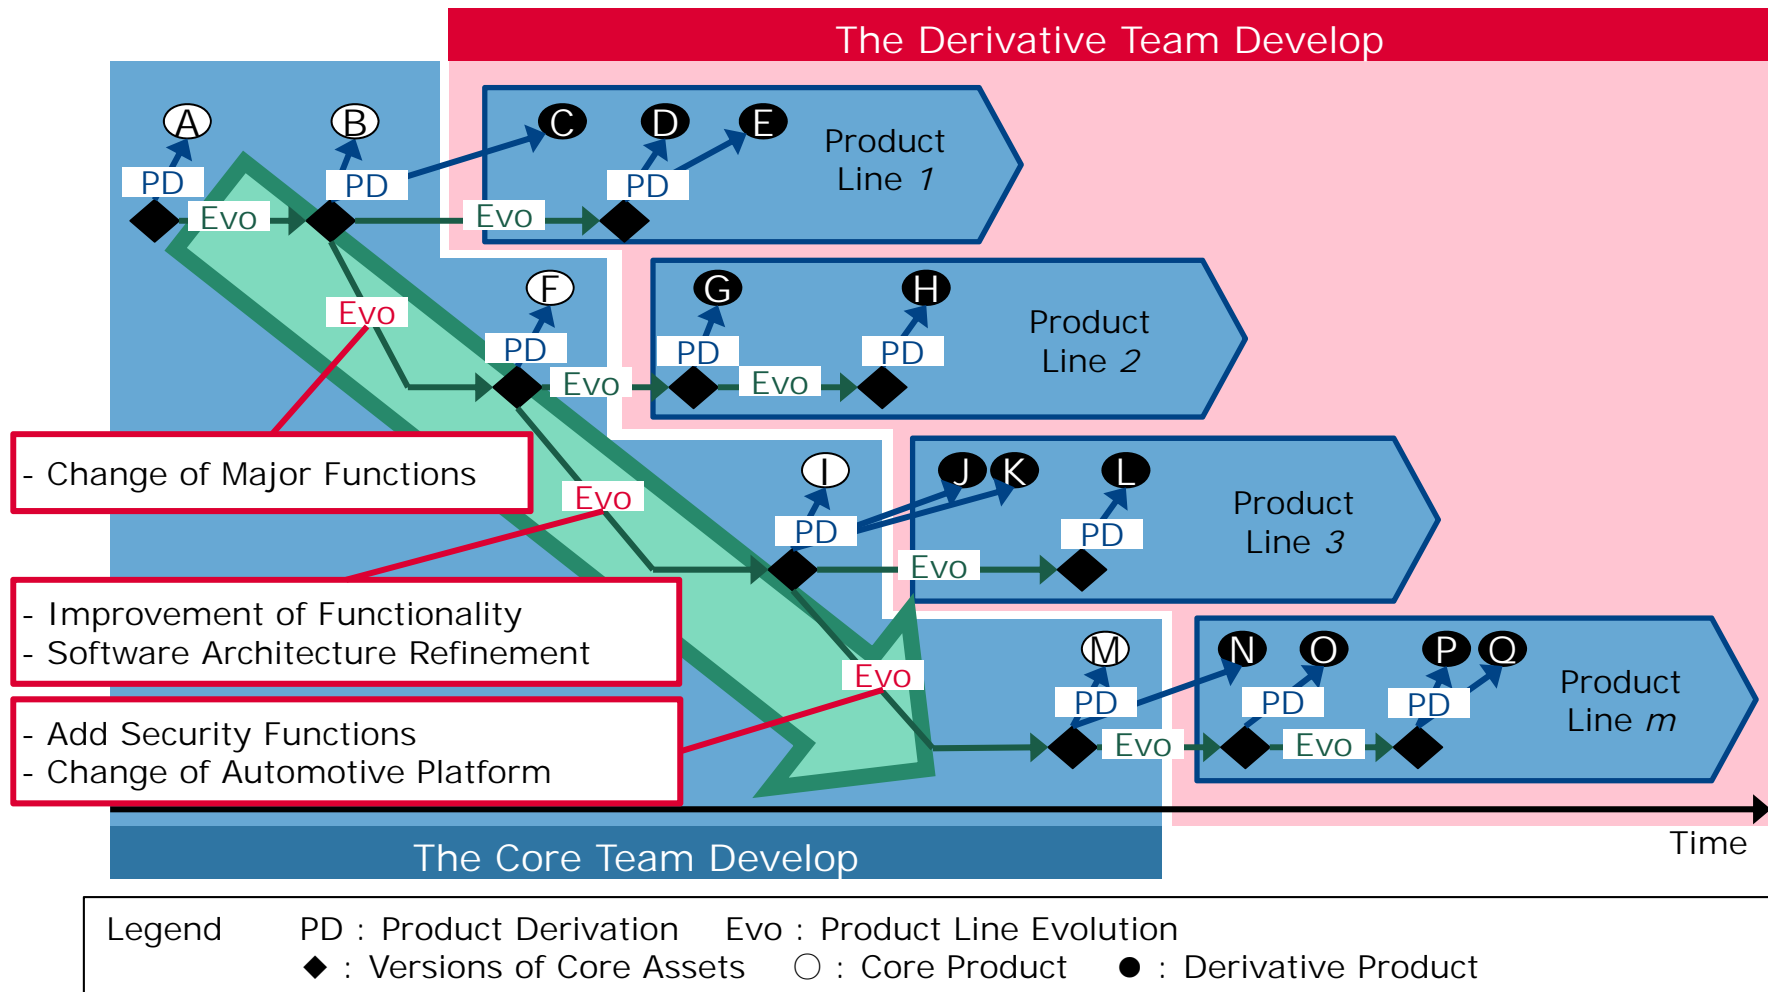 The Derivative Team Develop
A
B
C
D
E
Product
Line 1
PD
PD
PD
Evo
Evo
F
G
H
Product
Line 2
Evo
PD
PD
PD
Evo
Evo
- Change of Major Functions
I
J
K
L
Product
Line 3
Evo
PD
PD
Evo
- Improvement of Functionality
- Software Architecture Refinement
M
N
O
P
Q
Product
Line m
Evo
PD
PD
PD
Evo
Evo
- Add Security Functions
- Change of Automotive Platform
Time
The Core Team Develop
Legend PD : Product Derivation Evo : Product Line Evolution
◆ : Versions of Core Assets ○ : Core Product ● : Derivative Product